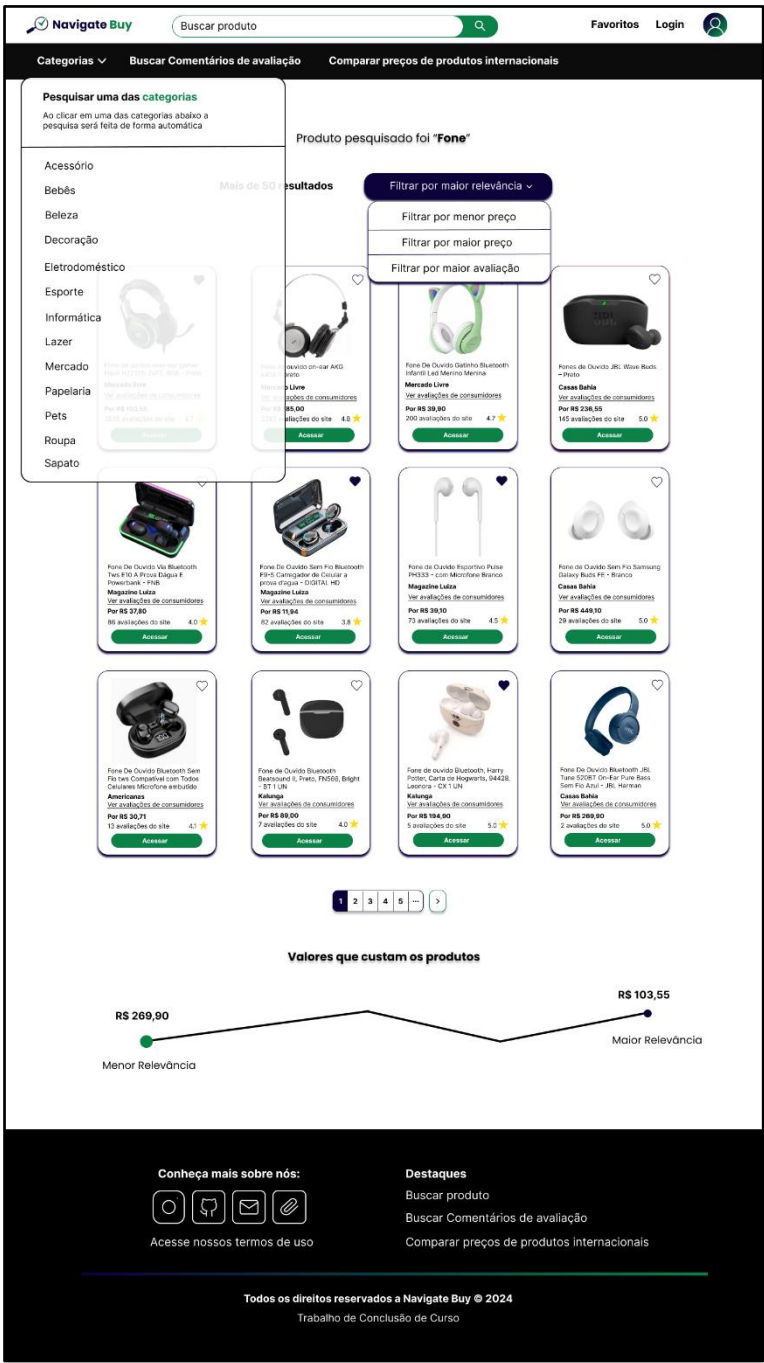 Navigate Buy
Buscar produto
Favoritos
Login
Categorias
Buscar Comentários de avaliação
Comparar preços de produtos internacionais
Pesquisar uma das categorias
Ao clicar em uma das categorias abaixo a
pesquisa será feita de forma automática
Acessório
Bebês
Beleza
Decoração
Eletrodoméstico
Esporte
Informática
Lazer
Mercado
Papelaria
Pets
Roupa
Sapato
Produto pesquisado foi “Fone”
Mais de 50 resultados
Filtrar por maior relevância
Filtrar por menor preço
Filtrar por maior preço
Filtrar por maior avaliação
Mercado Livre
Ver avaliações de consumidores
Acessar
ouvido on-ear AKG
Livre
Ver avaliações de consumidores
85,00
avaliações do site 4.8
Acessar
Fone De Ouvido Gatinho Bluetooth
Infantil Led Menino Menina
Mercado Livre
Ver avaliações de consumidores
Por R$ 39,90
200 avaliações do site 4.7
Acessar
Fones de Ouvido JBL Wave Buds
– Preto
Casas Bahia
Ver avaliações de consumidores
Por R$ 236,55
145 avaliações do site 5.0
Acessar
Fone De Ouvido Via Bluetooth
Tws E10 A Prova Dágua E
Powerbank - FNB
Magazine Luiza
Ver avaliações de consumidores
Por R$ 37,80
86 avaliações do site 4.0
Acessar
Fone De Ouvido Sem Fio Bluetooth
F9-5 Carregador de Celular a
prova d'agua - DIGITAL HD
Magazine Luiza
Ver avaliações de consumidores
Por R$ 11,94
62 avaliações do site 3.8
Acessar
Fone de Ouvido Esportivo Pulse
PH333 - com Microfone Branco
Magazine Luiza
Ver avaliações de consumidores
Por R$ 39,10
73 avaliações do site 4.5
Acessar
Fone de Ouvido Sem Fio Samsung
Galaxy Buds FE - Branco
Casas Bahia
Ver avaliações de consumidores
Por R$ 449,10
29 avaliações do site 5.0
Acessar
Fone De Ouvido Bluetooth Sem
Fio tws Compatível com Todos
Celulares Microfone embutido
Americanas
Ver avaliações de consumidores
Por R$ 30,71
13 avaliações do site 4.1
Acessar
Fone de Ouvido Bluetooth
Beatsound II, Preto, FN568, Bright
- BT 1 UN
Kalunga
Ver avaliações de consumidores
Por R$ 89,00
7 avaliações do site 4.0
Acessar
Fone de ouvido Bluetooth, Harry
Potter, Carta de Hogwarts, 94428,
Leonora - CX 1 UN
Kalunga
Ver avaliações de consumidores
Por R$ 194,90
5 avaliações do site 5.0
Acessar
Fone De Ouvido Bluetooth JBL
Tune 520BT On-Ear Pure Bass
Sem Fio Azul - JBL Harman
Casas Bahia
Ver avaliações de consumidores
Por R$ 269,90
2 avaliações do site 5.0
Acessar
1 2 3 4 5 ... >
Valores que custam os produtos
R$ 269,90
Menor Relevância
R$ 103,55
Maior Relevância
Conheça mais sobre nós:
Acesse nossos termos de uso
Destaques
Buscar produto
Buscar Comentários de avaliação
Comparar preços de produtos internacionais
Todos os direitos reservados a Navigate Buy © 2024
Trabalho de Conclusão de Curso